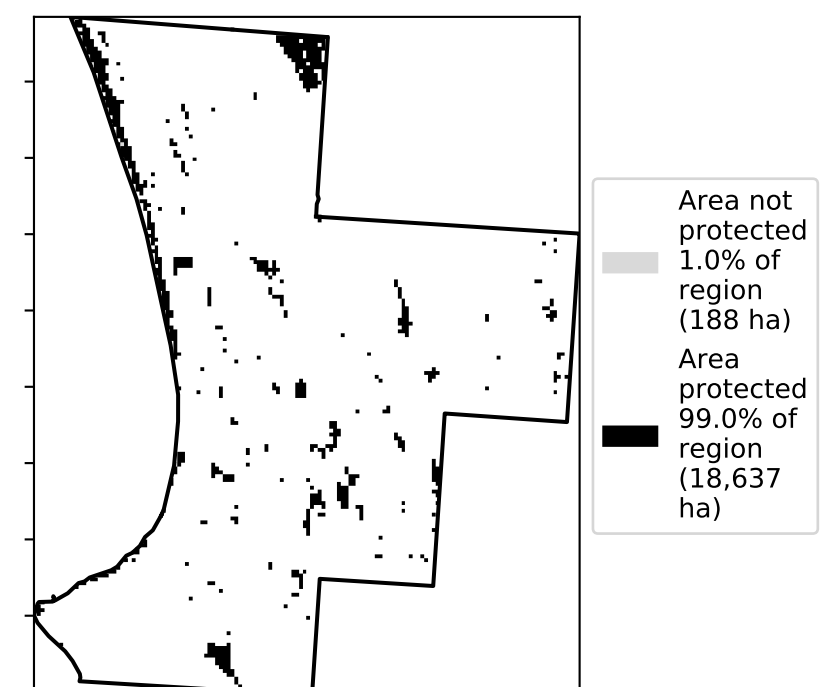 Area not
protected
1.0% of
region
(188 ha)
Area
protected
99.0% of
region
(18,637
ha)